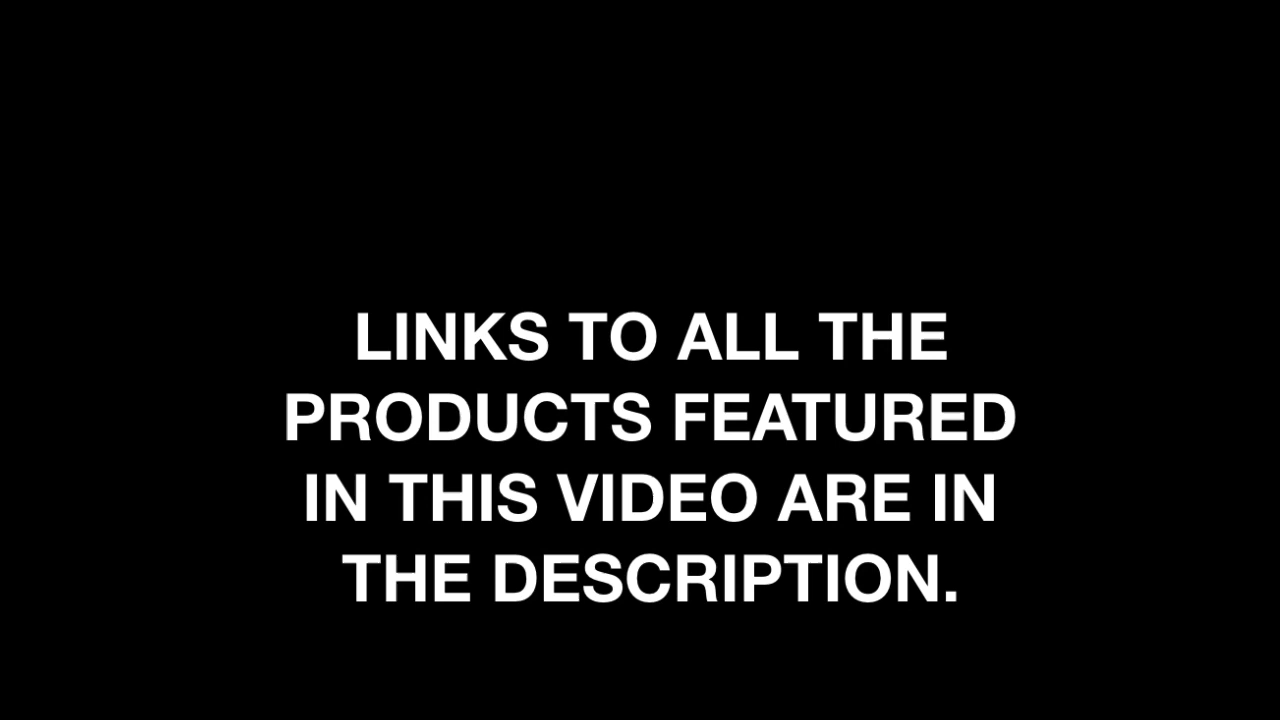 LINKS TO ALL THE
PRODUCTS FEATURED
IN THIS VIDEO ARE IN
THE DESCRIPTION.